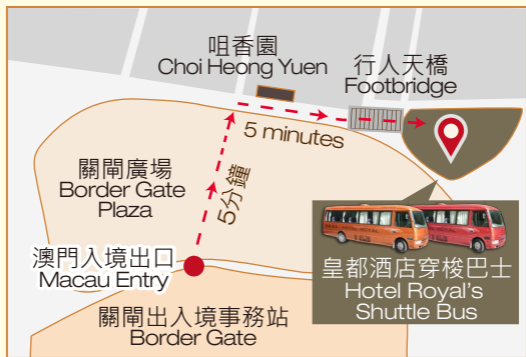 咀香園
Choi Heong Yuen
行人天橋
Footbridge
5 minutes
5分鐘
關閘廣場
Border Gate
Plaza
澳門入境出口
Macau Entry
皇都酒店穿梭巴士
Hotel Royal's
Shuttle Bus
關閘出入境事務站
Border Gate